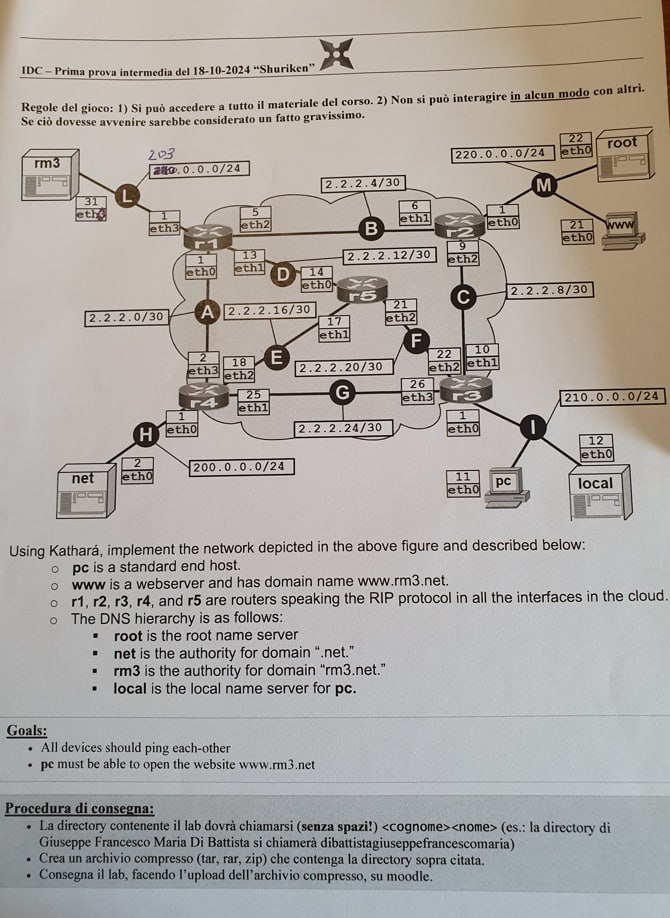 IDC – Prima prova intermedia del 18-10-2024 “Shuriken”
Regole del gioco: 1) Si può accedere a tutto il materiale del corso. 2) Non si può interagire in alcun modo con altri.
Se ciò dovesse avvenire sarebbe considerato un fatto gravissimo.
rm3
203
.0.0.0/24
L
31
eth
1
eth3
220.0.0.0/24
22
eth0
root
M
2.2.2.4/30
5
eth2
B
6
eth1
r2
1
eth0
21
eth0
www
r1
1
eth0
13
eth1
D
14
eth0
2.2.2.12/30
9
eth2
r5
C
2.2.2.8/30
2.2.2.0/30
A
2.2.2.16/30
17
eth1
21
eth2
E
F
2
eth3
18
eth2
2.2.2.20/30
22
eth2
10
eth1
r4
25
eth1
G
26
eth3
r3
210.0.0.0/24
1
eth0
2.2.2.24/30
1
eth0
H
I
2
eth0
200.0.0.0/24
12
eth0
net
11
eth0
pc
local
Using Kathará, implement the network depicted in the above figure and described below:
o pc is a standard end host.
o www is a webserver and has domain name www.rm3.net.
o r1, r2, r3, r4, and r5 are routers speaking the RIP protocol in all the interfaces in the cloud.
o The DNS hierarchy is as follows:
▪ root is the root name server
▪ net is the authority for domain “.net.”
▪ rm3 is the authority for domain “rm3.net.”
▪ local is the local name server for pc.
Goals:
• All devices should ping each-other
• pc must be able to open the website www.rm3.net
Procedura di consegna:
• La directory contenente il lab dovrà chiamarsi (senza spazi!) <cognome><nome> (es.: la directory di
Giuseppe Francesco Maria Di Battista si chiamerà dibattistagiuseppefrancescomaria)
• Crea un archivio compresso (tar, rar, zip) che contenga la directory sopra citata.
• Consegna il lab, facendo l'upload dell'archivio compresso, su moodle.